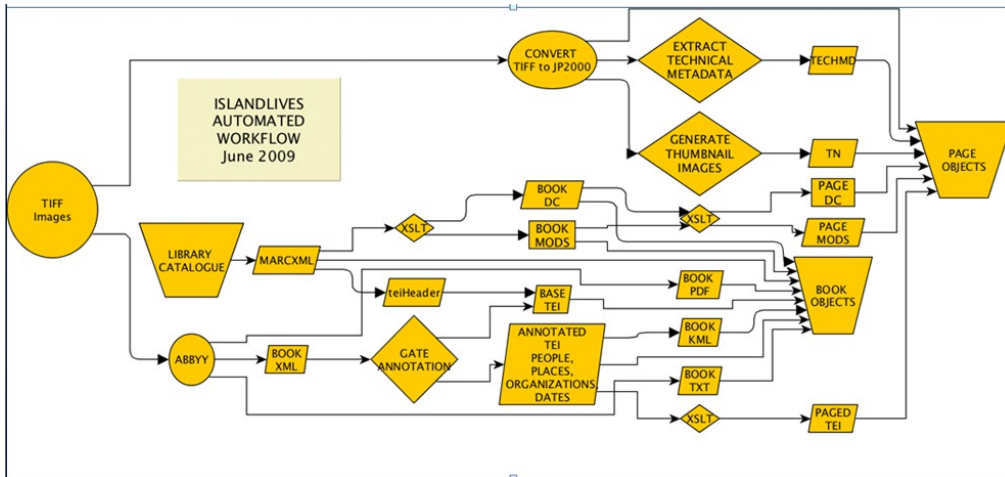 CONVERT
TIFF to JP2000
EXTRACT
TECHNICAL
METADATA
TECHMD
ISLANDLIVES
AUTOMATED
WORKFLOW
June 2009
GENERATE
THUMBNAIL
IMAGES
TN
PAGE
OBJECTS
TIFF
Images
BOOK
DC
XSLT
PAGE
DC
XSLT
BOOK
MODS
PAGE
MODS
LIBRARY
CATALOGUE
MARCXML
teiHeader
BASE
TEI
BOOK
PDF
BOOK
OBJECTS
ABBYY
BOOK
XML
GATE
ANNOTATION
ANNOTATED
TEI
PEOPLE,
PLACES,
ORGANIZATIONS,
DATES
BOOK
KML
BOOK
TXT
XSLT
PAGED
TEI